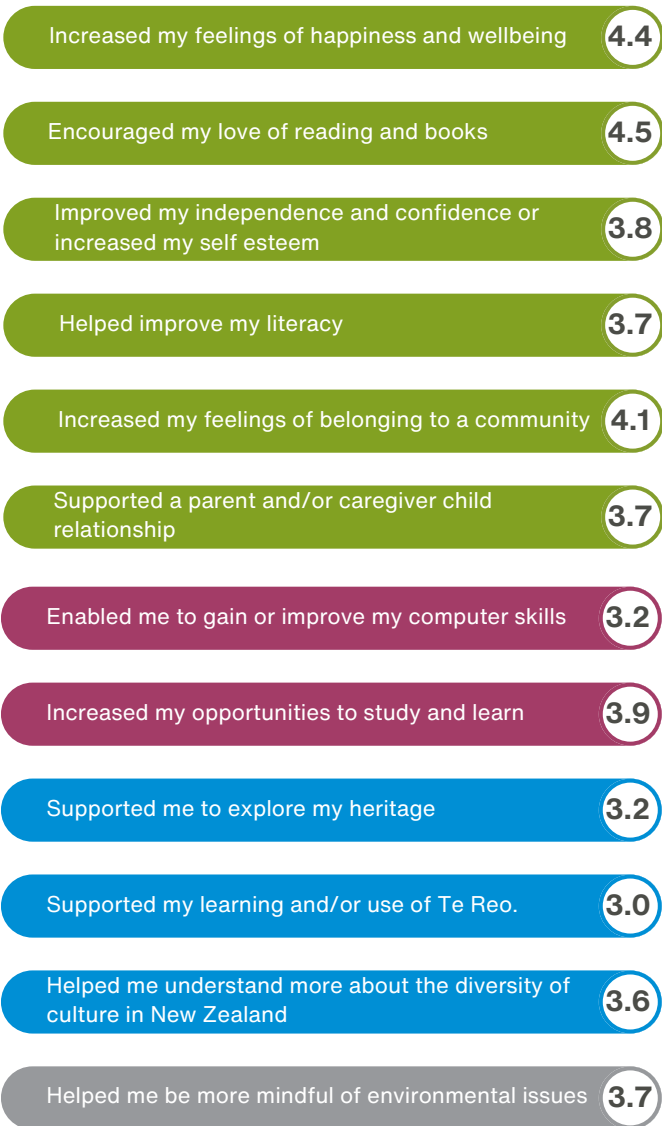 Increased my feelings of happiness and wellbeing 4.4
Encouraged my love of reading and books 4.5
Improved my independence and confidence or
increased my self esteem 3.8
Helped improve my literacy 3.7
Increased my feelings of belonging to a community 4.1
Supported a parent and/or caregiver child
relationship 3.7
Enabled me to gain or improve my computer skills 3.2
Increased my opportunities to study and learn 3.9
Supported me to explore my heritage 3.2
Supported my learning and/or use of Te Reo. 3.0
Helped me understand more about the diversity of
culture in New Zealand 3.6
Helped me be more mindful of environmental issues 3.7